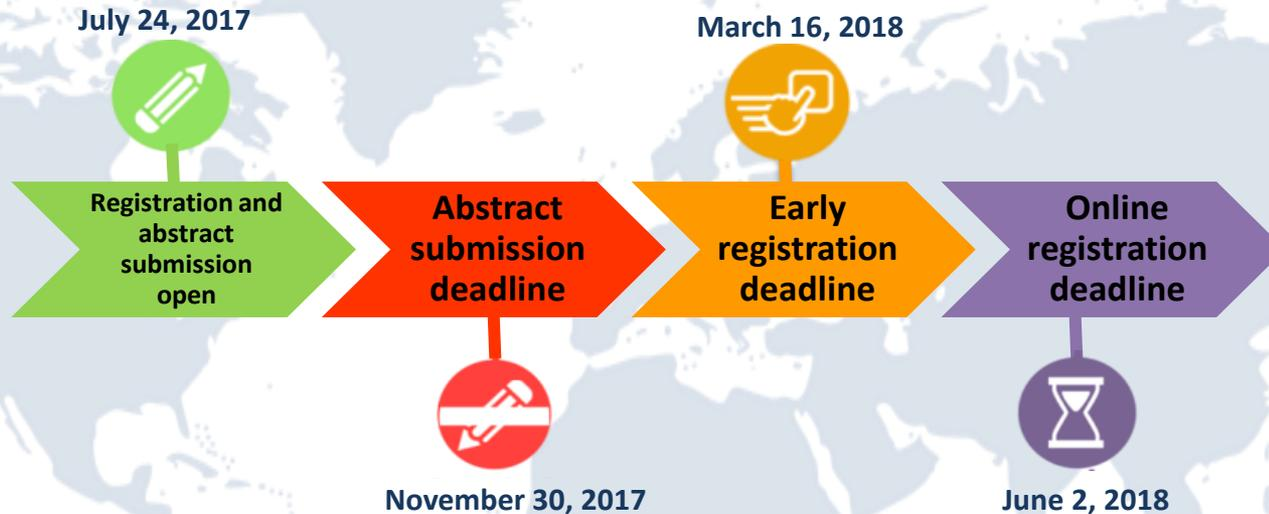 July 24, 2017
March 16, 2018
Registration and
abstract
submission
open
Abstract
submission
deadline
Early
registration
deadline
Online
registration
deadline
November 30, 2017
June 2, 2018